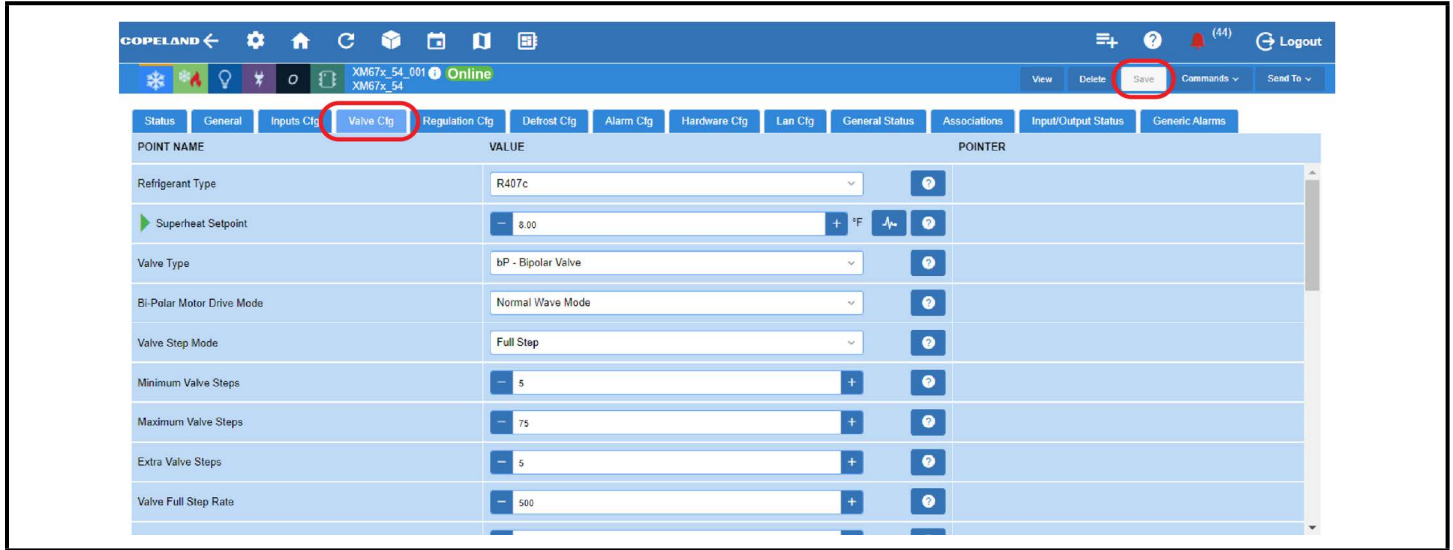 COPELAND (44) Logout
XM67x_54_001 Online
XM67x_54
View Delete Save Commands Send To
Status General Inputs Cfg Valve Cfg Regulation Cfg Defrost Cfg Alarm Cfg Hardware Cfg Lan Cfg General Status Associations Input/Output Status Generic Alarms
POINT NAME VALUE POINTER
Refrigerant Type R407c
Superheat Setpoint 8.00 °F
Valve Type bP - Bipolar Valve
Bi-Polar Motor Drive Mode Normal Wave Mode
Valve Step Mode Full Step
Minimum Valve Steps 5
Maximum Valve Steps 75
Extra Valve Steps 5
Valve Full Step Rate 500